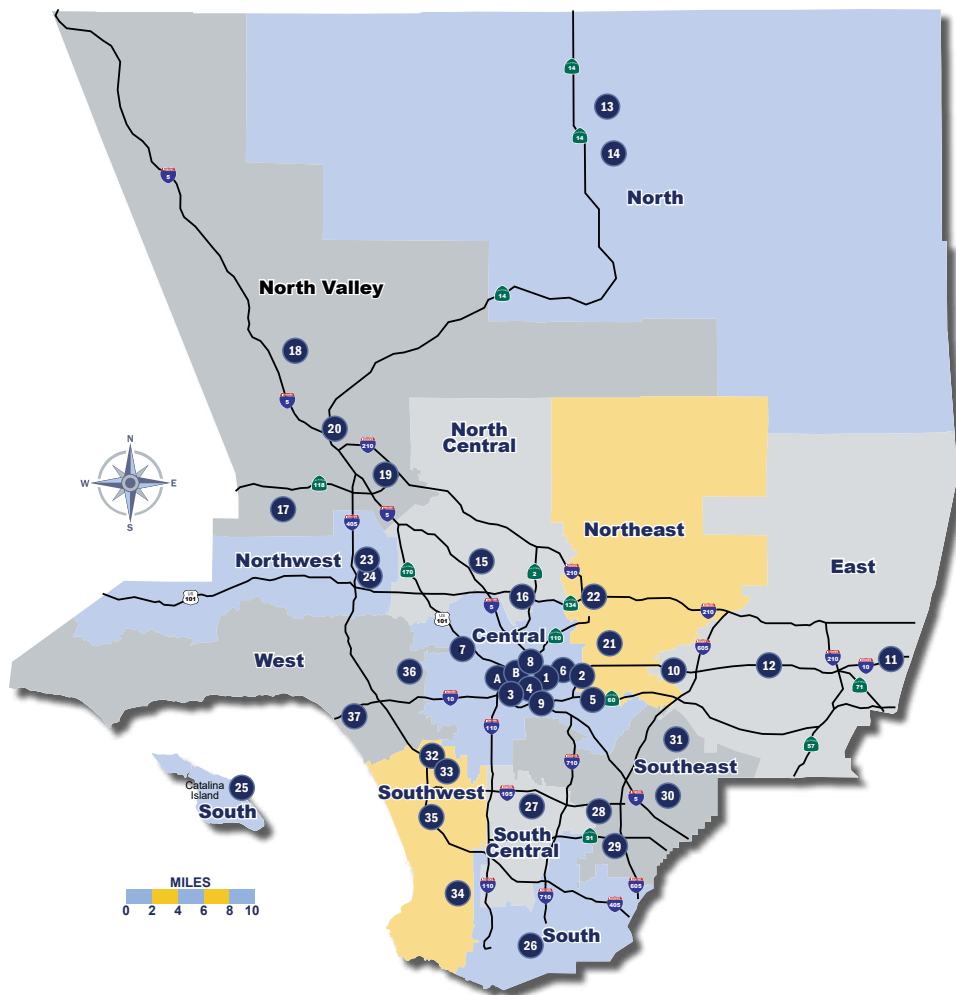 14
13
14
14
North
5
North Valley
14
18
5
20
210
North
Central
N
W
E
S
19
118
17
405
5
Northeast
Northwest
23
24
170
15
2
210
East
US
101
16
5
134
22
210
US
101
Central
110
7
21
605
West
36
8
B
A
6
1
2
4
3
9
10
5
60
10
12
210
10
11
71
37
110
57
31
32
33
710
Southeast
Catalina
Island
25
South
Southwest
105
27
28
5
30
35
South
Central
91
29
MILES
0 2 4 6 8 10
34
110
710
605
405
26
South